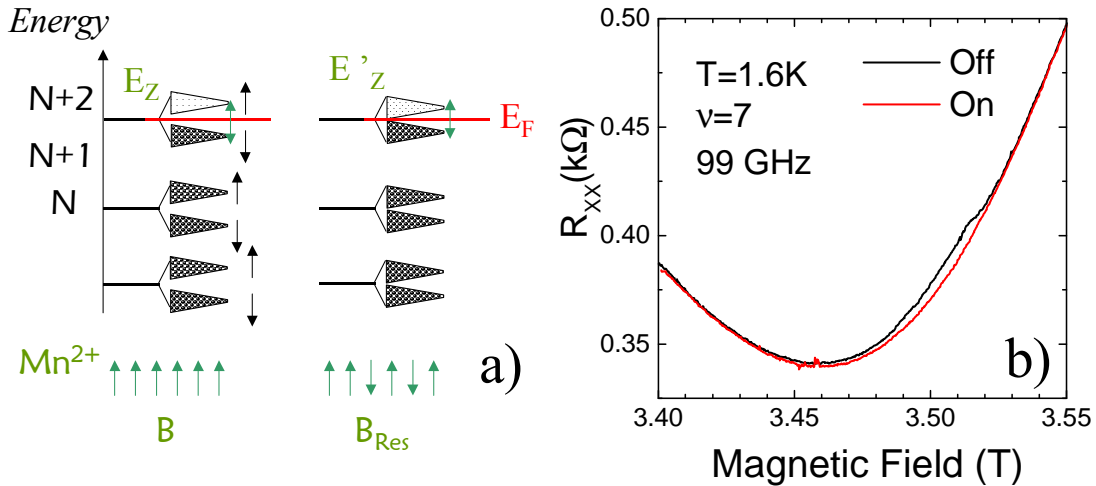 Energy
E_Z
E'_Z
N+2
E_F
N+1
N
Mn²⁺
B
B_Res
a)
0.50
0.45
0.40
0.35
R_XX(kΩ)
T=1.6K
ν=7
99 GHz
Off
On
b)
3.40 3.45 3.50 3.55
Magnetic Field (T)